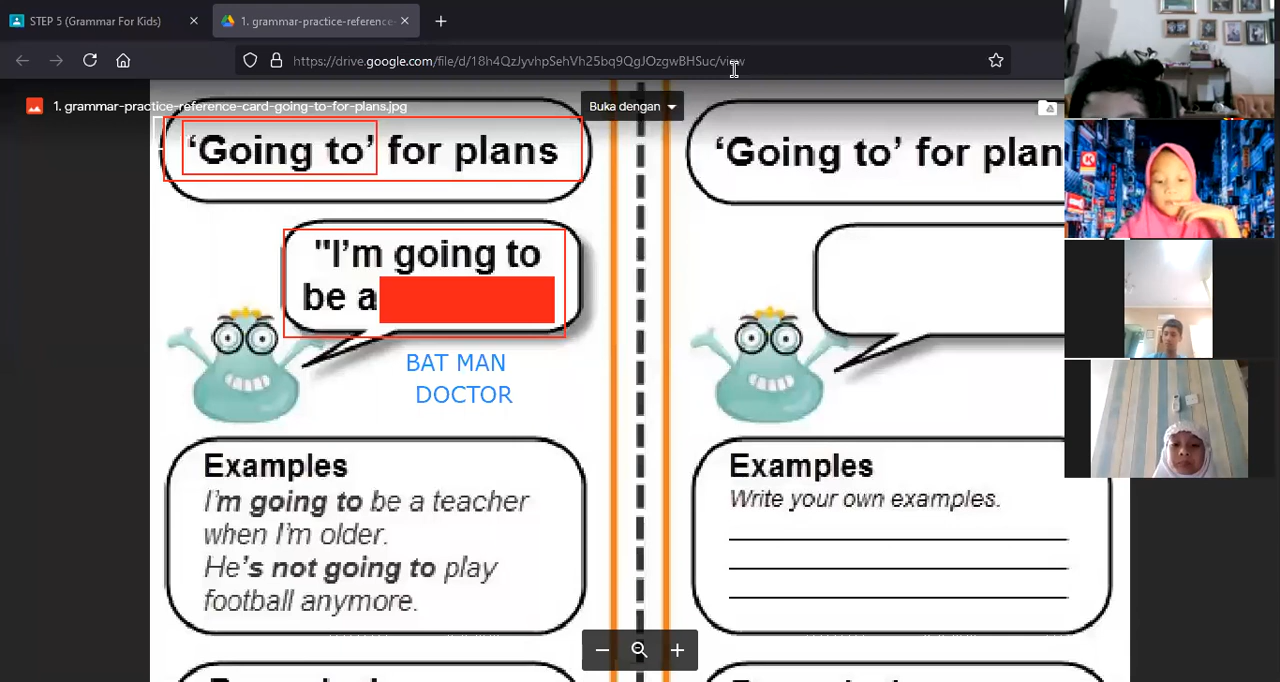 STEP 5 (Grammar For Kids)
1. grammar-practice-reference-
https://drive.google.com/file/d/18h4QzJyvhpSehVh25bq9QgJOzgwBHSuc/view
1. grammar-practice-reference-card-going-to-for-plans.jpg
Buka dengan
'Going to' for plans
"I'm going to
be a
BAT MAN
DOCTOR
Examples
I'm going to be a teacher
when I'm older.
He's not going to play
football anymore.
'Going to' for plan
Examples
Write your own examples.